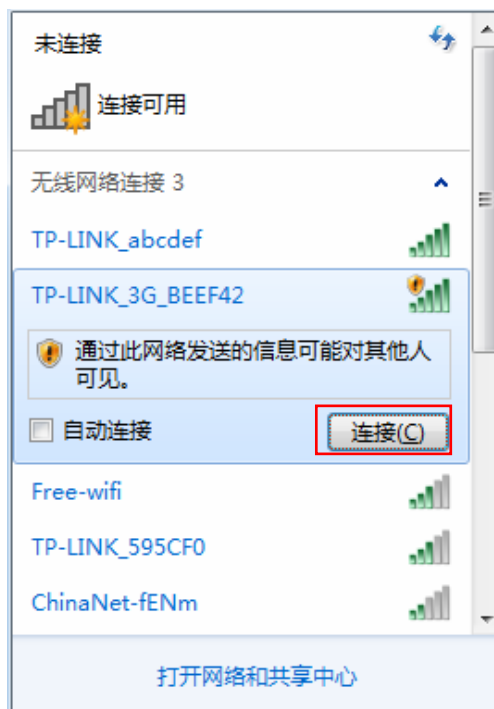 未连接
连接可用
无线网络连接 3
TP-LINK_abcdef
TP-LINK_3G_BEEF42
通过此网络发送的信息可能对其他人
可见。
自动连接
连接(C)
Free-wifi
TP-LINK_595CF0
ChinaNet-fENm
打开网络和共享中心